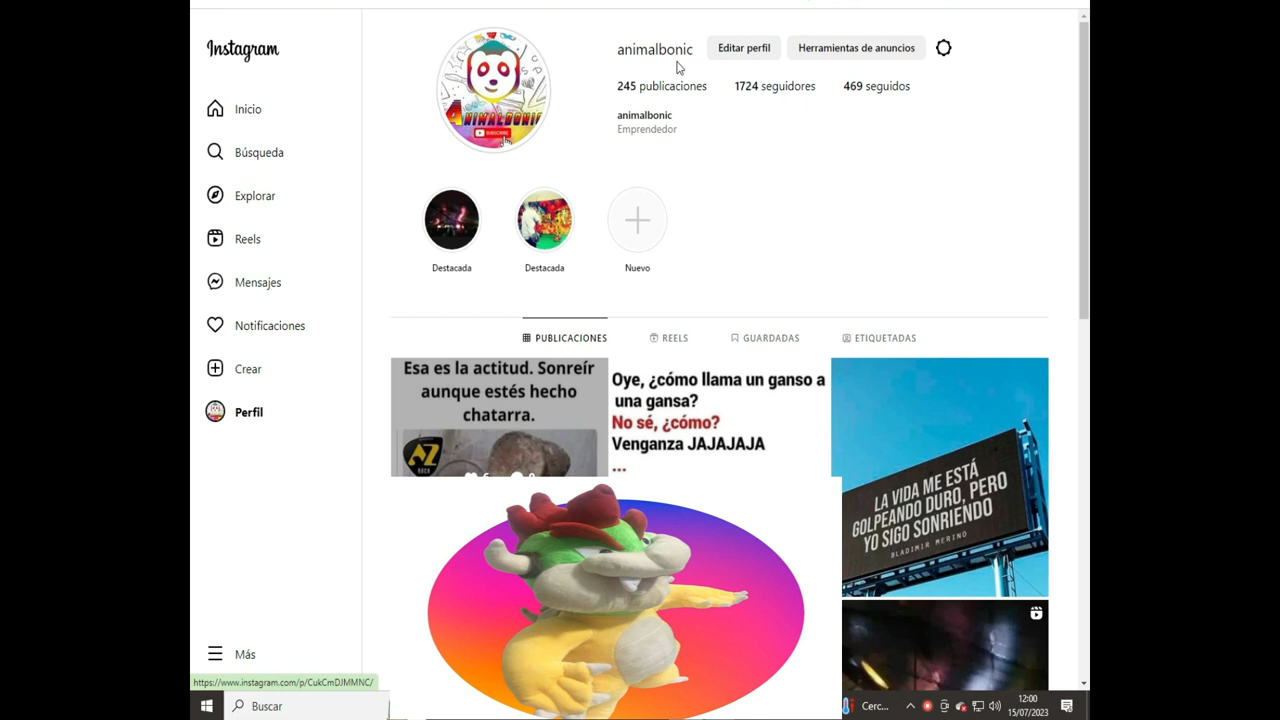 Instagram
Inicio
Búsqueda
Explorar
Reels
Mensajes
Notificaciones
Crear
Perfil
Más
https://www.instagram.com/p/CukCmDJMMNC/
Buscar
ANIMALBONIC
SUBSCRIBE
animalbonic
Editar perfil
Herramientas de anuncios
245 publicaciones
1724 seguidores
469 seguidos
animalbonic
Emprendedor
Destacada
Destacada
Nuevo
PUBLICACIONES
REELS
GUARDADAS
ETIQUETADAS
Esa es la actitud. Sonreír
aunque estés hecho
chatarra.
AZ
ROCK
Oye, ¿cómo llama un ganso a
una gansa?
No sé, ¿cómo?
Venganza JAJAJAJA
...
LA VIDA ME ESTÁ
GOLPEANDO DURO, PERO
YO SIGO SONRIENDO
BLADIMIR MERINO
Cerc...
12:00
15/07/2023